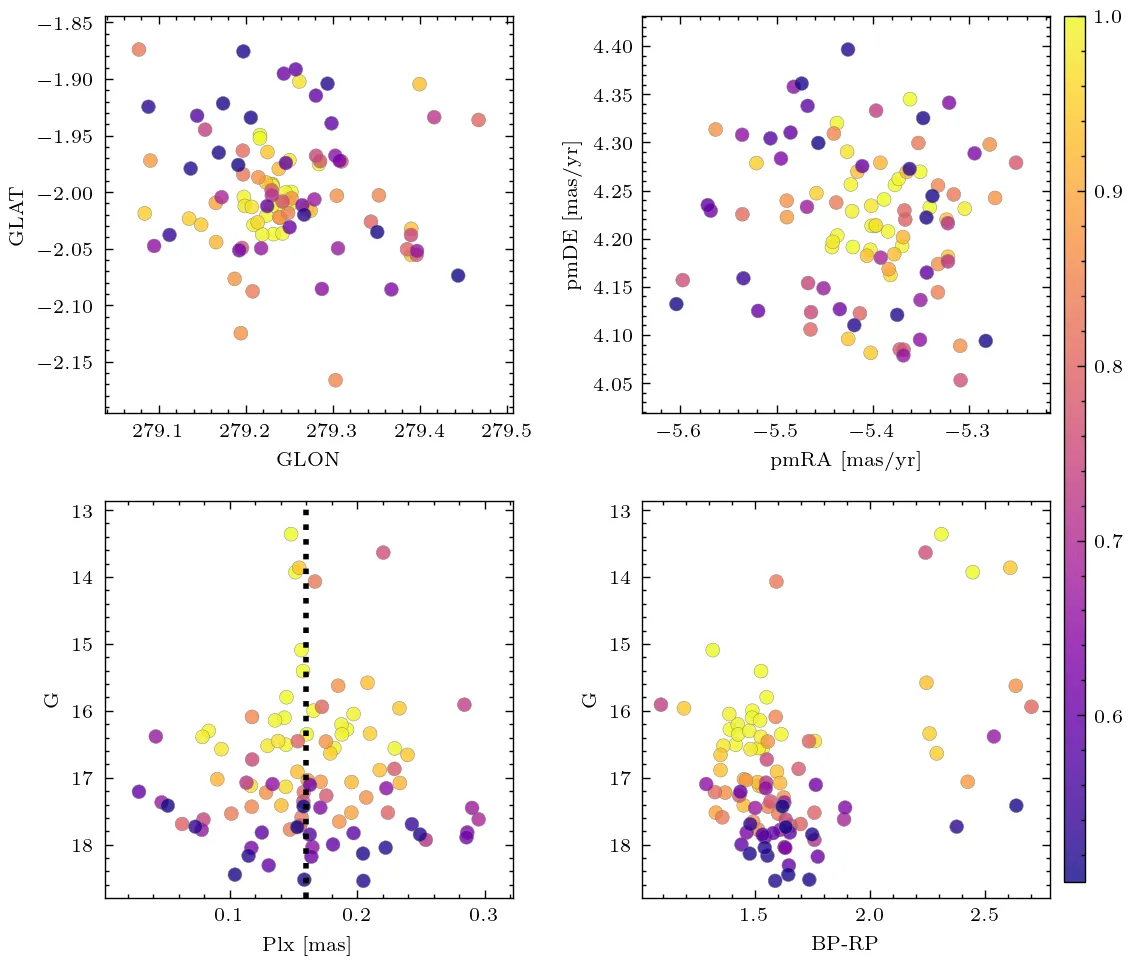 −1.85
−1.90
−1.95
−2.00
−2.05
−2.10
−2.15
GLAT
279.1 279.2 279.3 279.4 279.5
GLON
4.40
4.35
4.30
4.25
4.20
4.15
4.10
4.05
pmDE [mas/yr]
−5.6 −5.5 −5.4 −5.3
pmRA [mas/yr]
13
14
15
16
17
18
G
0.1 0.2 0.3
Plx [mas]
13
14
15
16
17
18
G
1.5 2.0 2.5
BP-RP
1.0
0.9
0.8
0.7
0.6